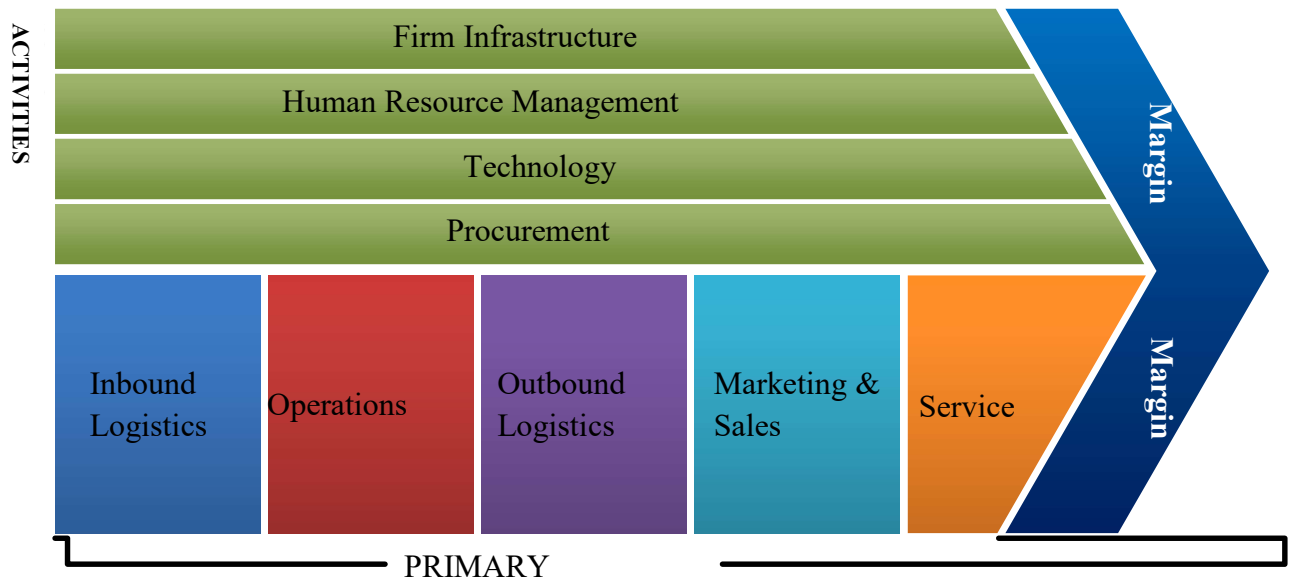 ACTIVITIES
Firm Infrastructure
Human Resource Management
Technology
Procurement
Margin
Inbound
Logistics
Operations
Outbound
Logistics
Marketing &
Sales
Service
Margin
PRIMARY